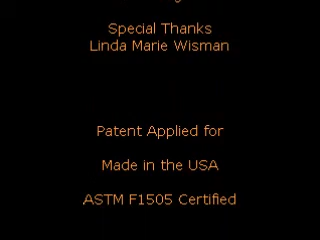 Special Thanks
Linda Marie Wisman
Patent Applied for
Made in the USA
ASTM F1505 Certified